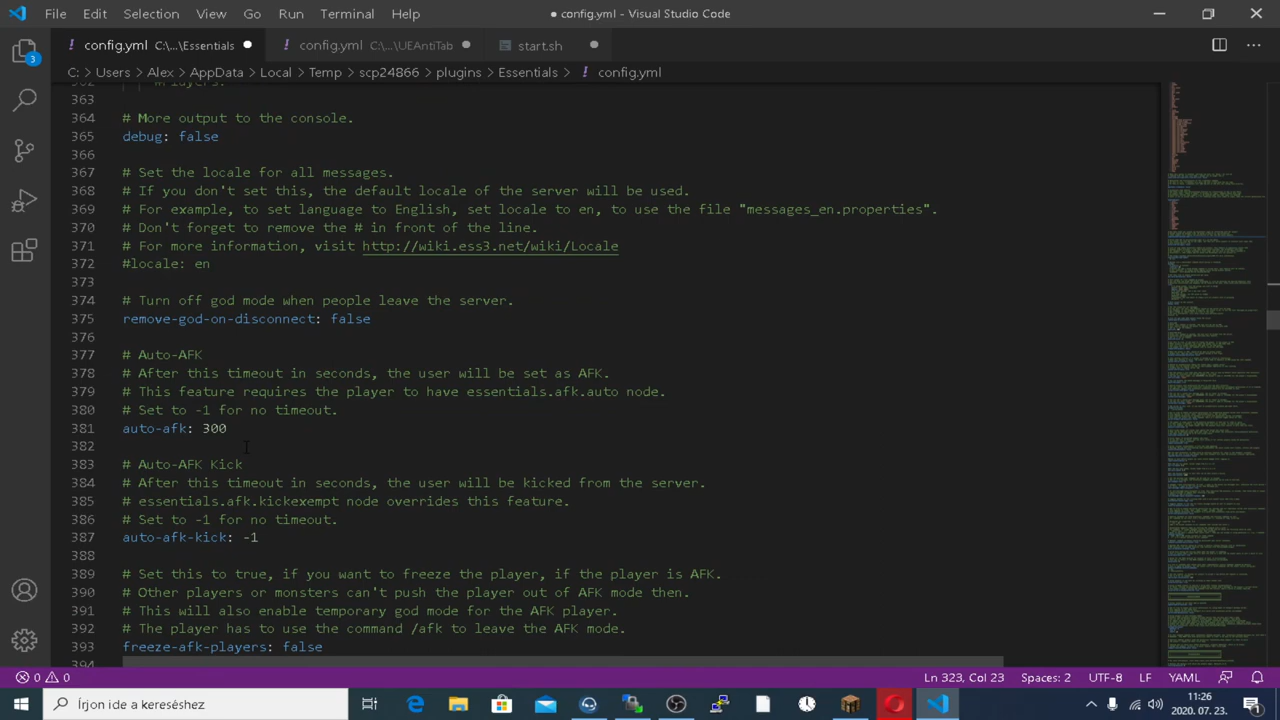 File Edit Selection View Go Run Terminal Help
● config.yml - Visual Studio Code
! config.yml C:\...\Essentials ●
! config.yml C:\...\UEAntiTab ●
start.sh ●
C: > Users > Alex > AppData > Local > Temp > scp24866 > plugins > Essentials > ! config.yml
3
362 # layers.
363
364 # More output to the console.
365 debug: false
366
367 # Set the locale for all messages.
368 # If you don't set this, the default locale of the server will be used.
369 # For example, to set language to English, set locale to en, to use the file "messages_en.properties".
370 # Don't forget to remove the # in front of the line.
371 # For more information, visit http://wiki.ess3.net/wiki/Locale
372 #locale: en
373
374 # Turn off god mode when people leave the server.
375 remove-god-on-disconnect: false
376
377 # Auto-AFK
378 # After this timeout in seconds, the user will be set as AFK.
379 # This feature requires the player to have essentials.afk.auto node.
380 # Set to -1 for no timeout.
381 auto-afk: 300
382
383 # Auto-AFK Kick
384 # After this timeout in seconds, the user will be kicked from the server.
385 # essentials.afk.kickexempt node overrides this feature.
386 # Set to -1 for no timeout.
387 auto-afk-kick: -1
388
389 # Set this to true, if you want to freeze the player, if the player is AFK.
390 # Other players or monsters can't push the player out of AFK mode.
391 # This will also enable temporary god mode for the AFK player.
392 # The player has to use the command /afk to leave the AFK mode.
393 freeze-afk-players: false
394
0 0
Ln 323, Col 23 Spaces: 2 UTF-8 LF YAML
Írjon ide a kereséshez
11:26
2020. 07. 23.
1